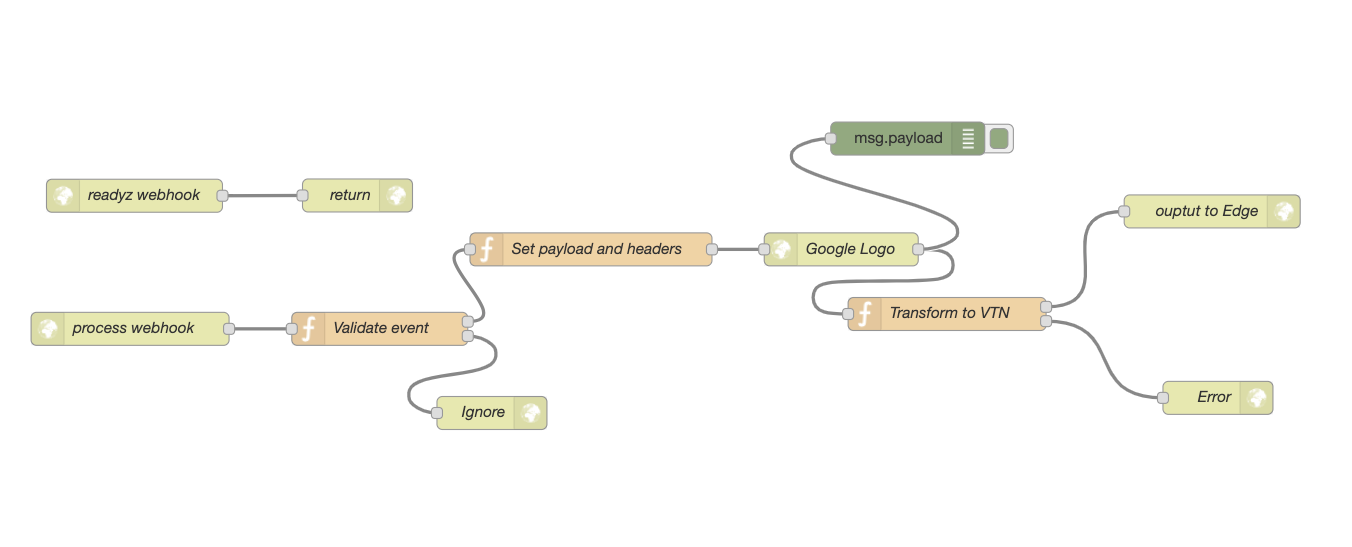 msg.payload
readyz webhook
return
ouptut to Edge
Set payload and headers
Google Logo
Transform to VTN
process webhook
Validate event
Error
Ignore